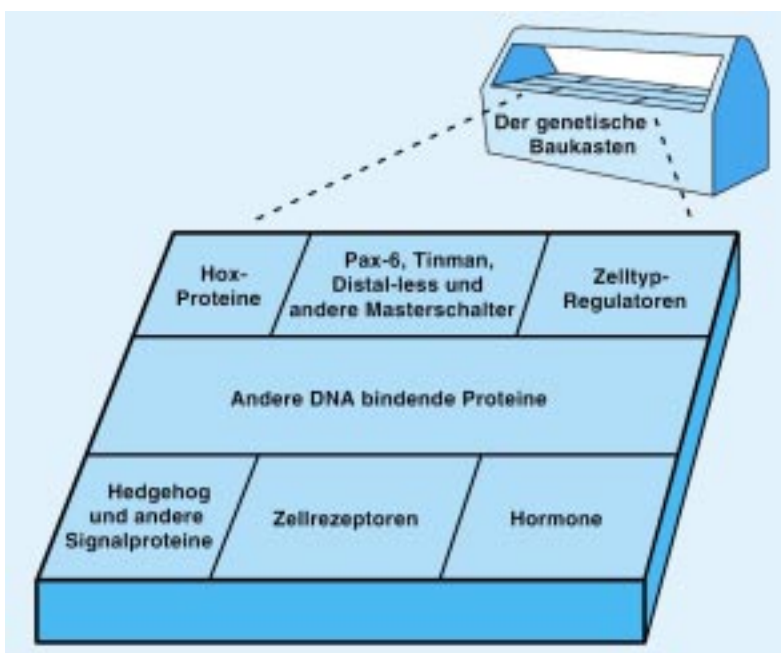 Der genetische
Baukasten
Hox-
Proteine
Pax-6, Tinman,
Distal-less und
andere Masterschalter
Zelltyp-
Regulatoren
Andere DNA bindende Proteine
Hedgehog
und andere
Signalproteine
Zellrezeptoren
Hormone